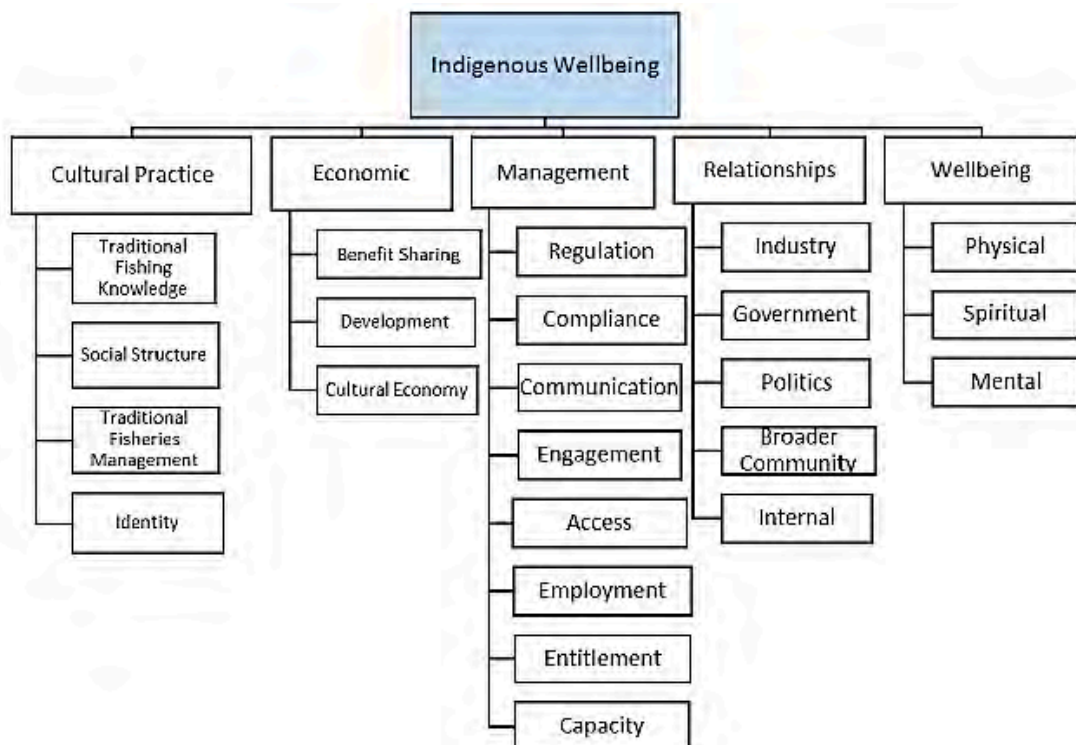 Indigenous Wellbeing
Cultural Practice
Traditional
Fishing
Knowledge
Social Structure
Traditional
Fisheries
Management
Identity
Economic
Benefit Sharing
Development
Cultural Economy
Management
Regulation
Compliance
Communication
Engagement
Access
Employment
Entitlement
Capacity
Relationships
Industry
Government
Politics
Broader
Community
Internal
Wellbeing
Physical
Spiritual
Mental